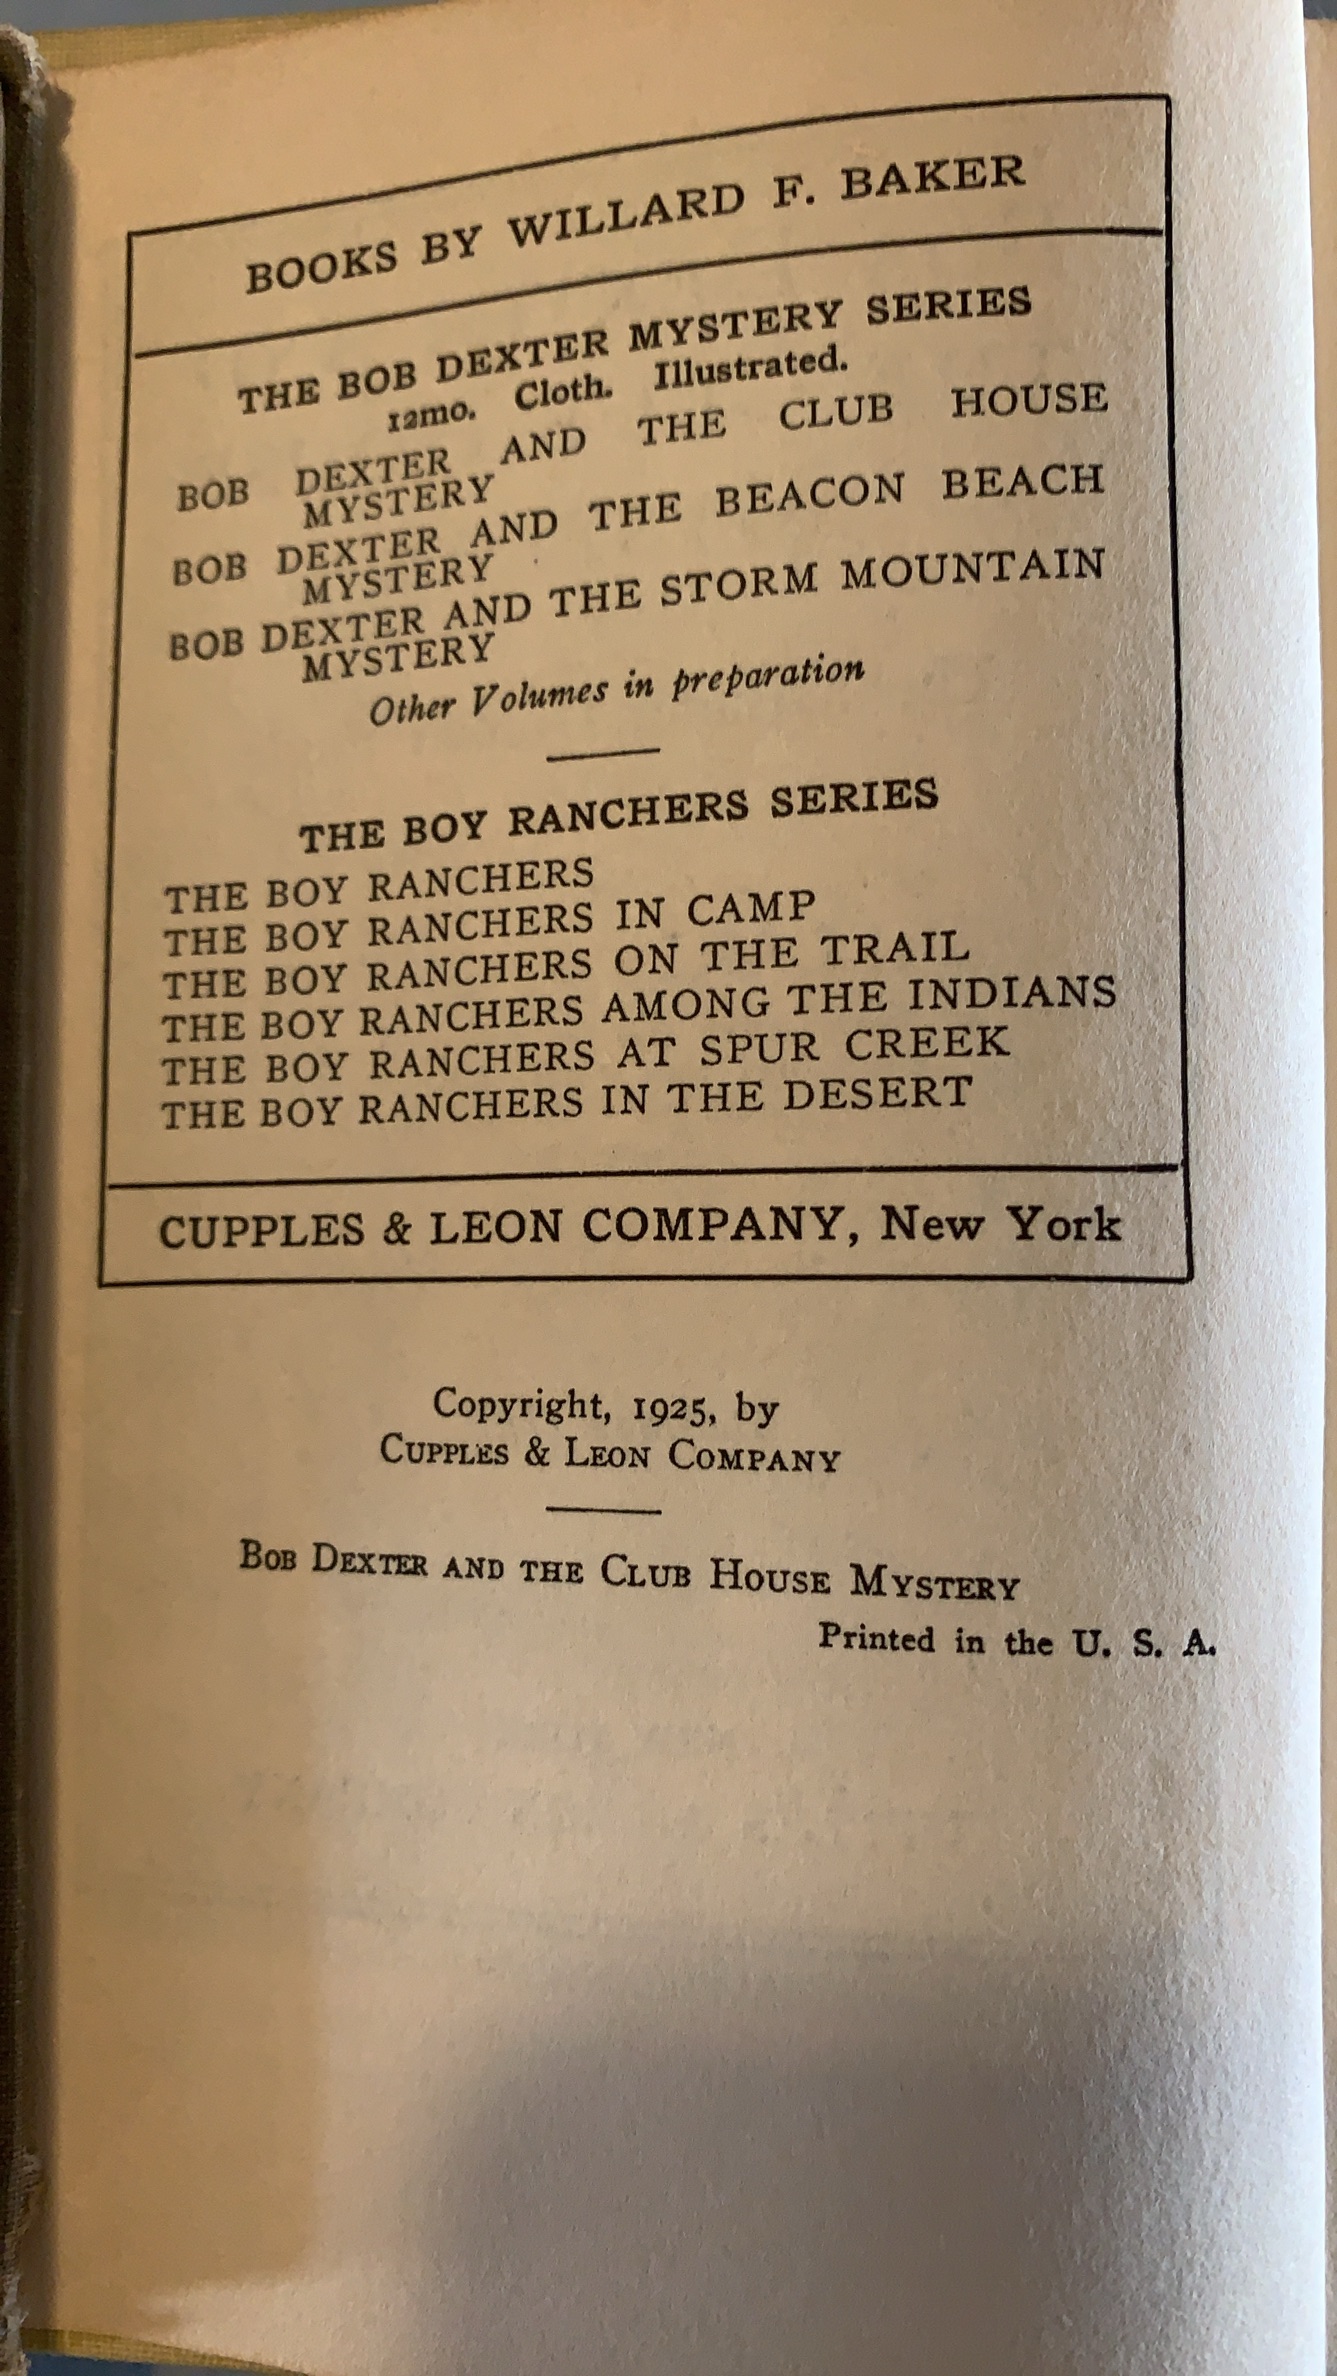 BOOKS BY WILLARD F. BAKER
THE BOB DEXTER MYSTERY SERIES
12mo. Cloth. Illustrated.
BOB DEXTER AND THE CLUB HOUSE
MYSTERY
BOB DEXTER AND THE BEACON BEACH
MYSTERY
BOB DEXTER AND THE STORM MOUNTAIN
MYSTERY
Other Volumes in preparation
THE BOY RANCHERS SERIES
THE BOY RANCHERS
THE BOY RANCHERS IN CAMP
THE BOY RANCHERS ON THE TRAIL
THE BOY RANCHERS AMONG THE INDIANS
THE BOY RANCHERS AT SPUR CREEK
THE BOY RANCHERS IN THE DESERT
CUPPLES & LEON COMPANY, New York
Copyright, 1925, by
CUPPLES & LEON COMPANY
BOB DEXTER AND THE CLUB HOUSE MYSTERY
Printed in the U. S. A.